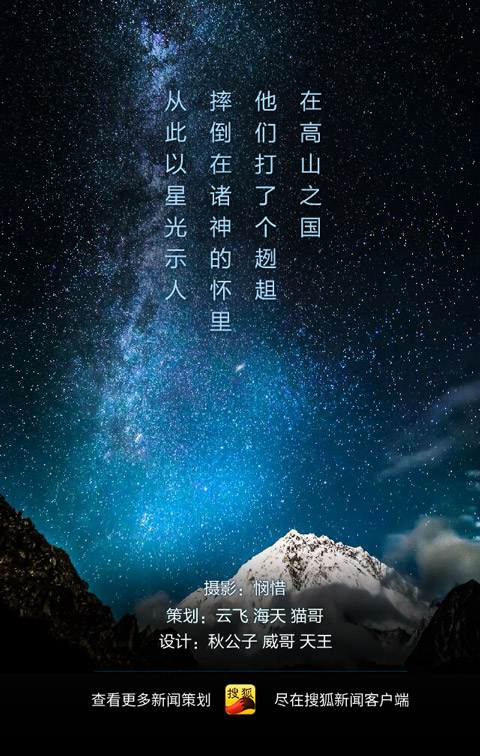 在高山之国
他们打了个趔趄
摔倒在诸神的怀里
从此以星光示人
摄影：悯惜
策划：云飞 海天 猫哥
设计：秋公子 威哥 天王
查看更多新闻策划 搜狐 尽在搜狐新闻客户端